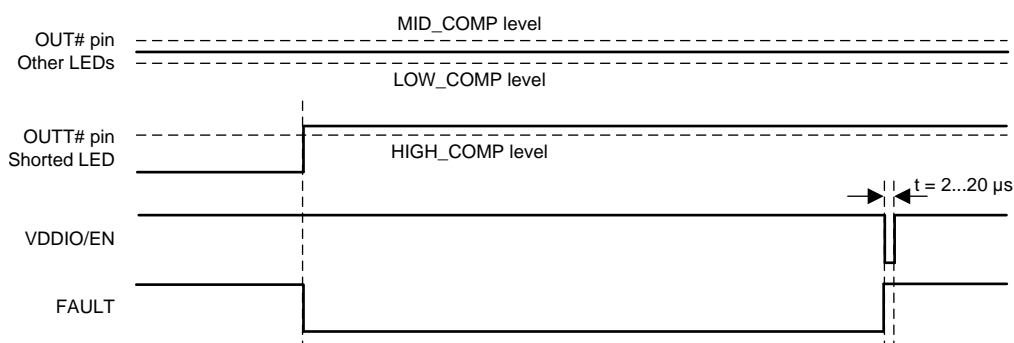 MID_COMP level
OUT# pin
Other LEDs
LOW_COMP level
OUTT# pin
Shorted LED
HIGH_COMP level
t = 2...20 µs
VDDIO/EN
FAULT